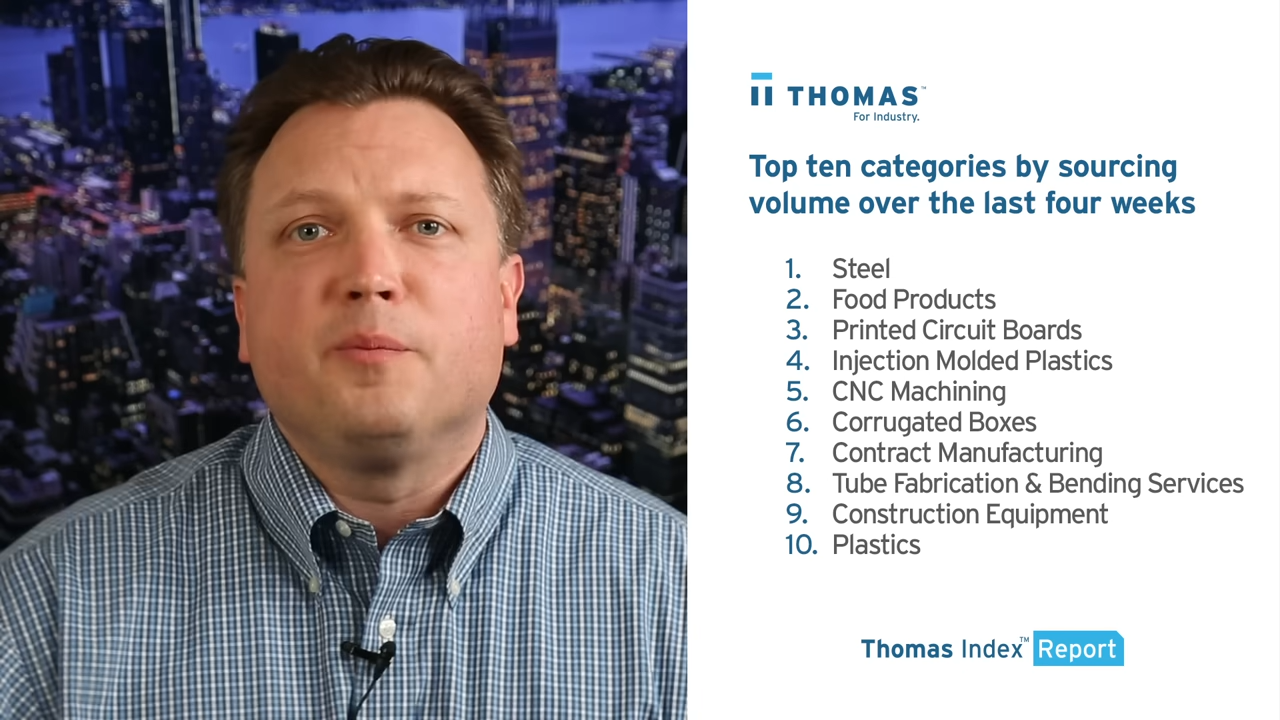 THOMAS™
For Industry.
Top ten categories by sourcing
volume over the last four weeks
1. Steel
2. Food Products
3. Printed Circuit Boards
4. Injection Molded Plastics
5. CNC Machining
6. Corrugated Boxes
7. Contract Manufacturing
8. Tube Fabrication & Bending Services
9. Construction Equipment
10. Plastics
Thomas Index™ Report